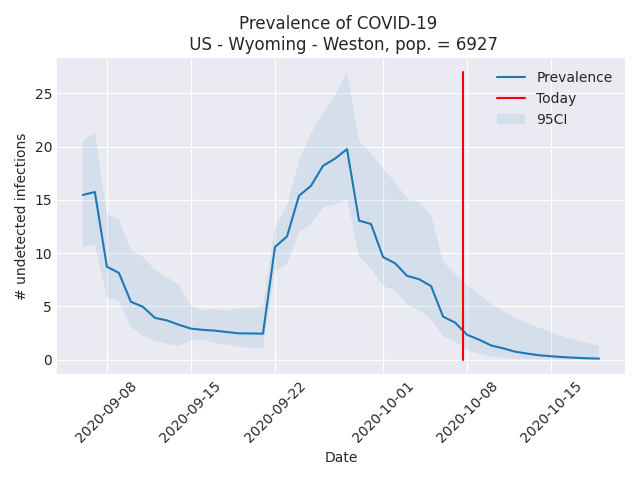 Prevalence of COVID-19
US - Wyoming - Weston, pop. = 6927
Prevalence
Today
95CI
# undetected infections
25
20
15
10
5
0
2020-09-08
2020-09-15
2020-09-22
2020-10-01
2020-10-08
2020-10-15
Date